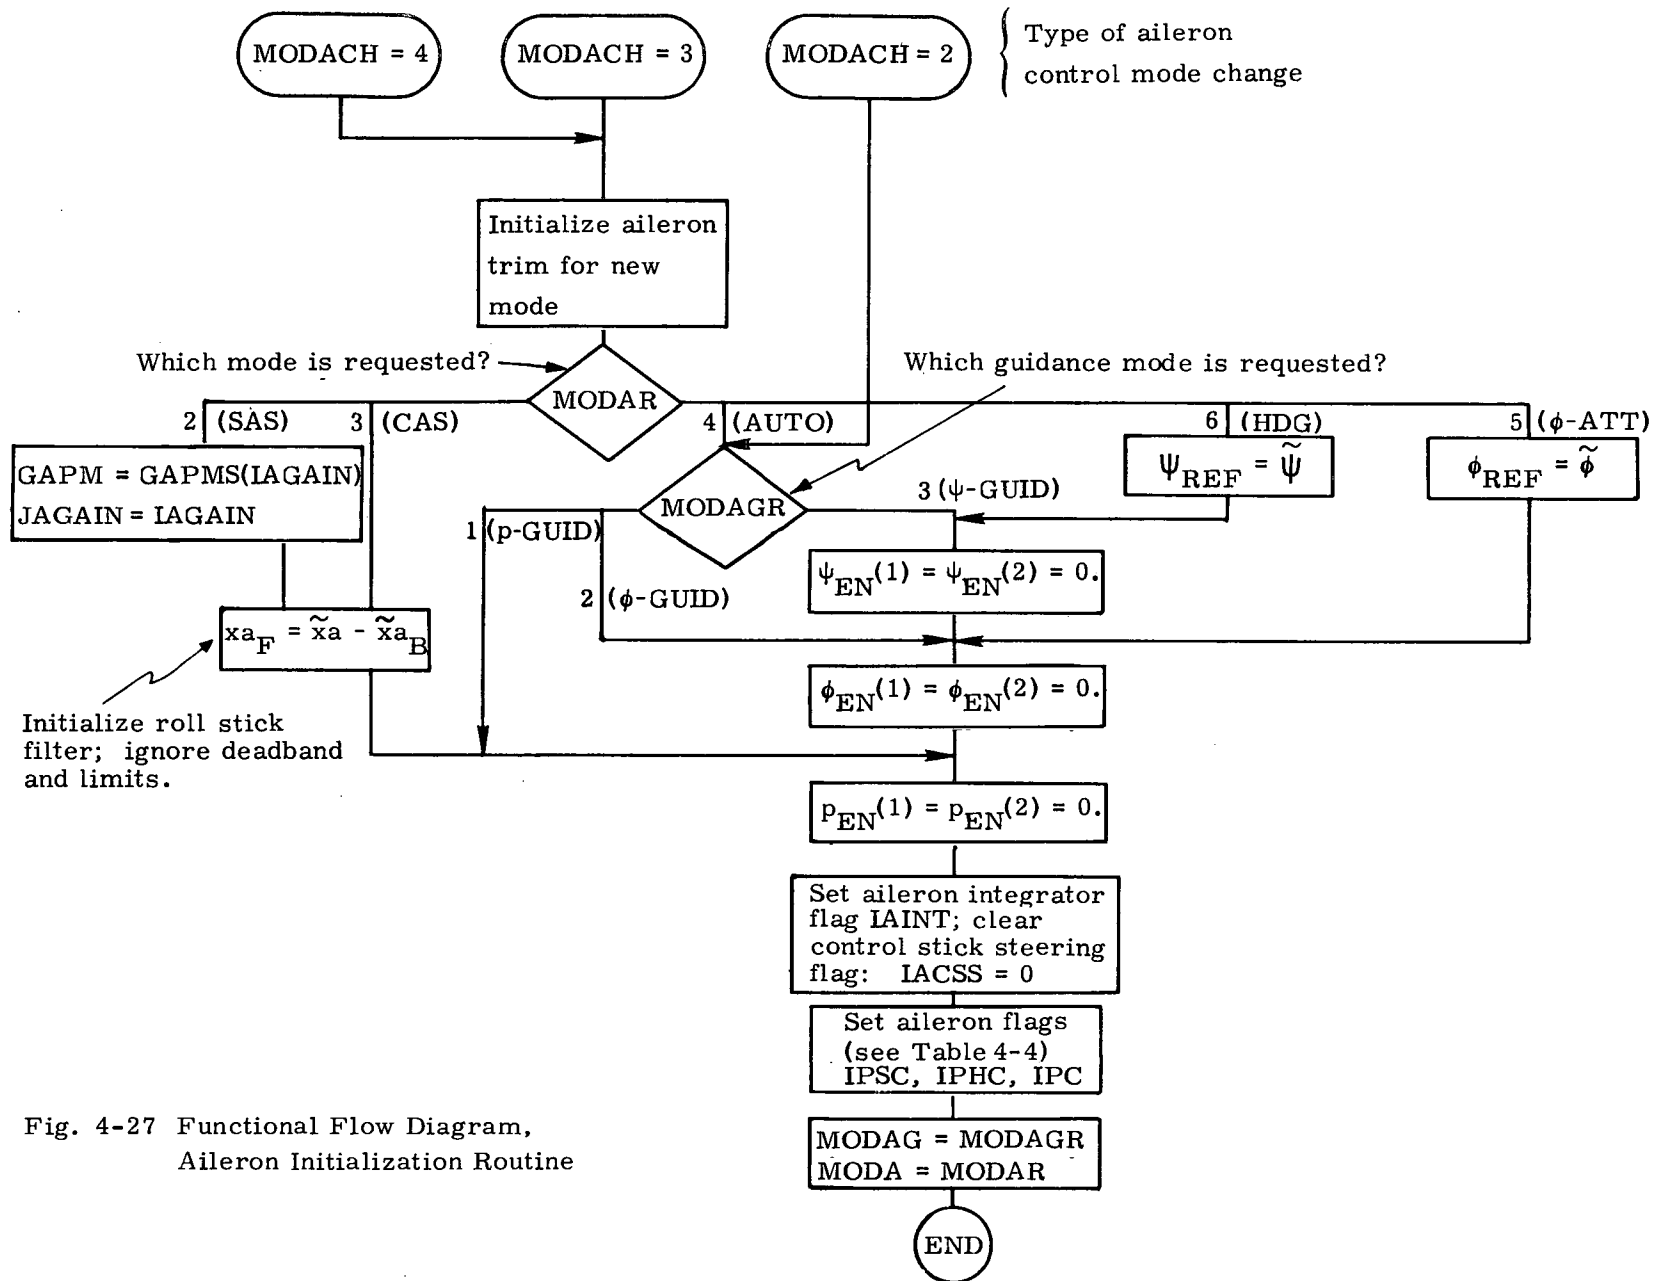 MODACH = 4
MODACH = 3
MODACH = 2
Type of aileron
control mode change
Initialize aileron
trim for new
mode
Which mode is requested?
Which guidance mode is requested?
MODAR
2 (SAS)
3 (CAS)
4 (AUTO)
6 (HDG)
5 (ϕ-ATT)
GAPM = GAPMS(IAGAIN)
JAGAIN = IAGAIN
ψREF = ψ̃
ϕREF = ϕ̃
MODAGR
1 (p-GUID)
2 (ϕ-GUID)
3 (ψ-GUID)
ψEN(1) = ψEN(2) = 0.
xaF = x̃a - x̃aB
ϕEN(1) = ϕEN(2) = 0.
Initialize roll stick
filter; ignore deadband
and limits.
pEN(1) = pEN(2) = 0.
Set aileron integrator
flag IAINT; clear
control stick steering
flag: IACSS = 0
Set aileron flags
(see Table 4-4)
IPSC, IPHC, IPC
MODAG = MODAGR
MODA = MODAR
END
Fig. 4-27 Functional Flow Diagram,
Aileron Initialization Routine